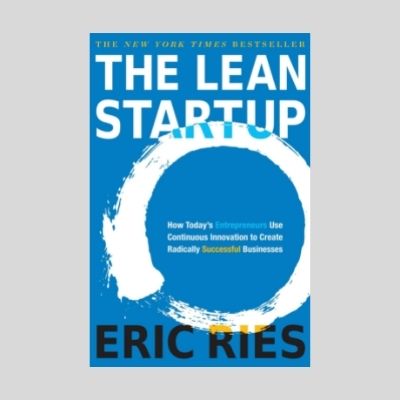 THE NEW YORK TIMES BESTSELLER
THE LEAN
STARTUP
How Today's Entrepreneurs Use
Continuous Innovation to Create
Radically Successful Businesses
ERIC RIES